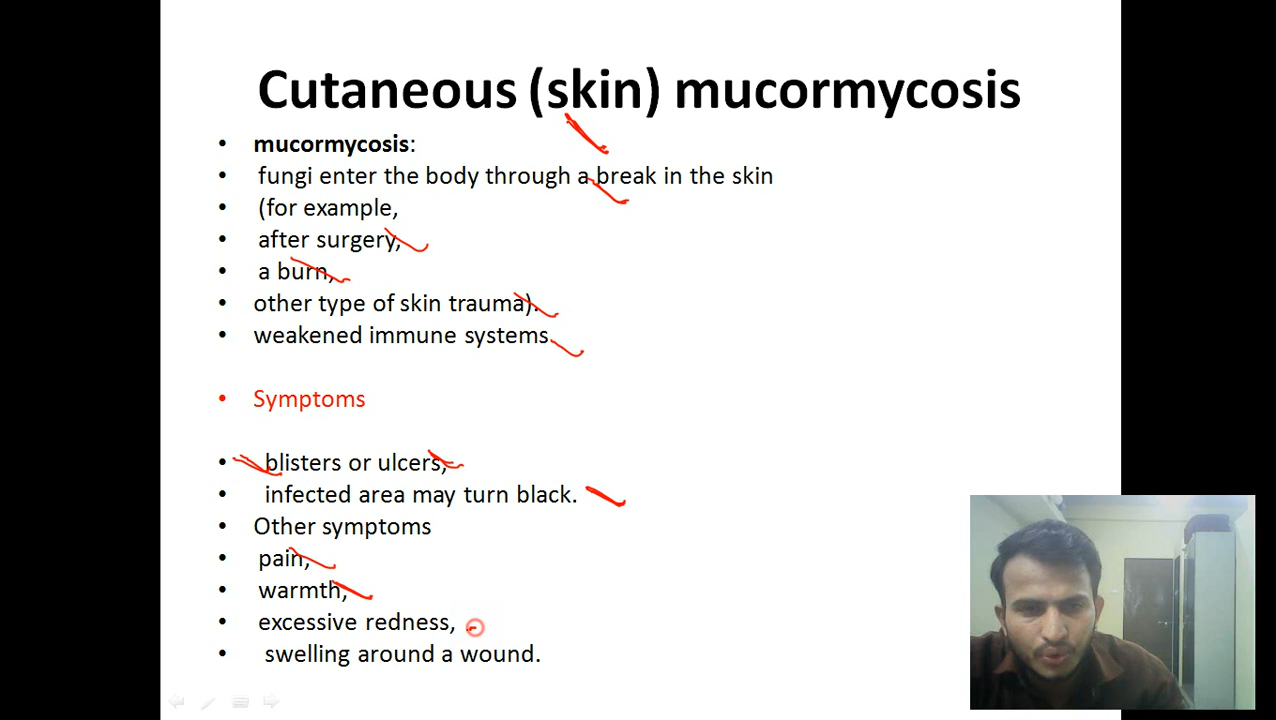 Cutaneous (skin) mucormycosis
• mucormycosis:
• fungi enter the body through a break in the skin
• (for example,
• after surgery,
• a burn,
• other type of skin trauma).
• weakened immune systems
• Symptoms
• blisters or ulcers,
• infected area may turn black.
• Other symptoms
• pain,
• warmth,
• excessive redness,
• swelling around a wound.